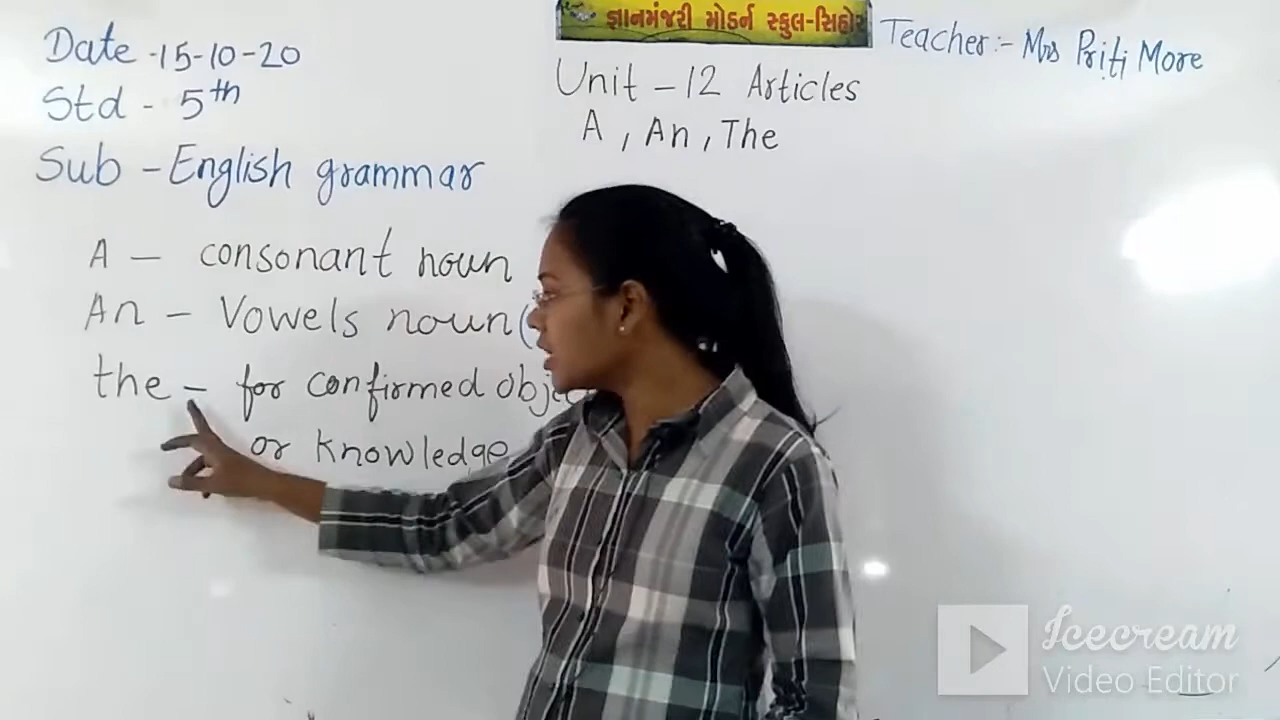 જ્ઞાનમંજરી મોડર્ન સ્કુલ-સિહોર
Date -15-10-20
Teacher:- Mrs Priti More
Std - 5th
Unit - 12 Articles
A, An, The
Sub - English grammar
A - consonant noun
An - Vowels noun (
the - for confirmed objec
or knowledge
Icecream
Video Editor